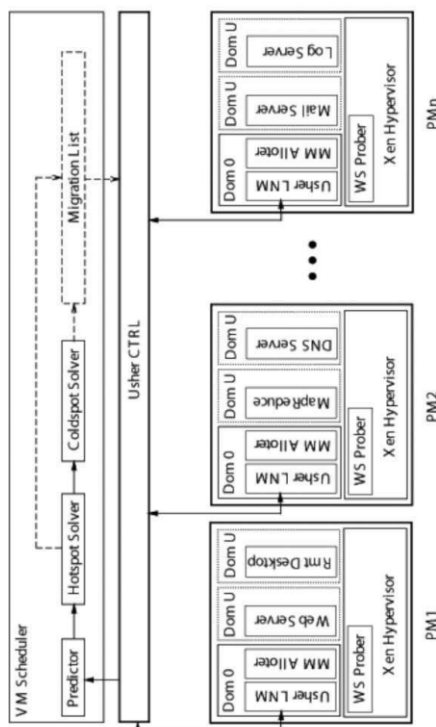 VM Scheduler
Predictor
Hotspot Solver
Coldspot Solver
Migration List
Usher CTRL
Dom 0
Usher LNM
MM Alloter
Dom U
Web Server
Dom U
Rmt Desktop
WS Prober
Xen Hypervisor
PM1
Dom 0
Usher LNM
MM Alloter
Dom U
MapReduce
Dom U
DNS Server
WS Prober
Xen Hypervisor
PM2
Dom 0
Usher LNM
MM Alloter
Dom U
Mail Server
Dom U
Log Server
WS Prober
Xen Hypervisor
PMn